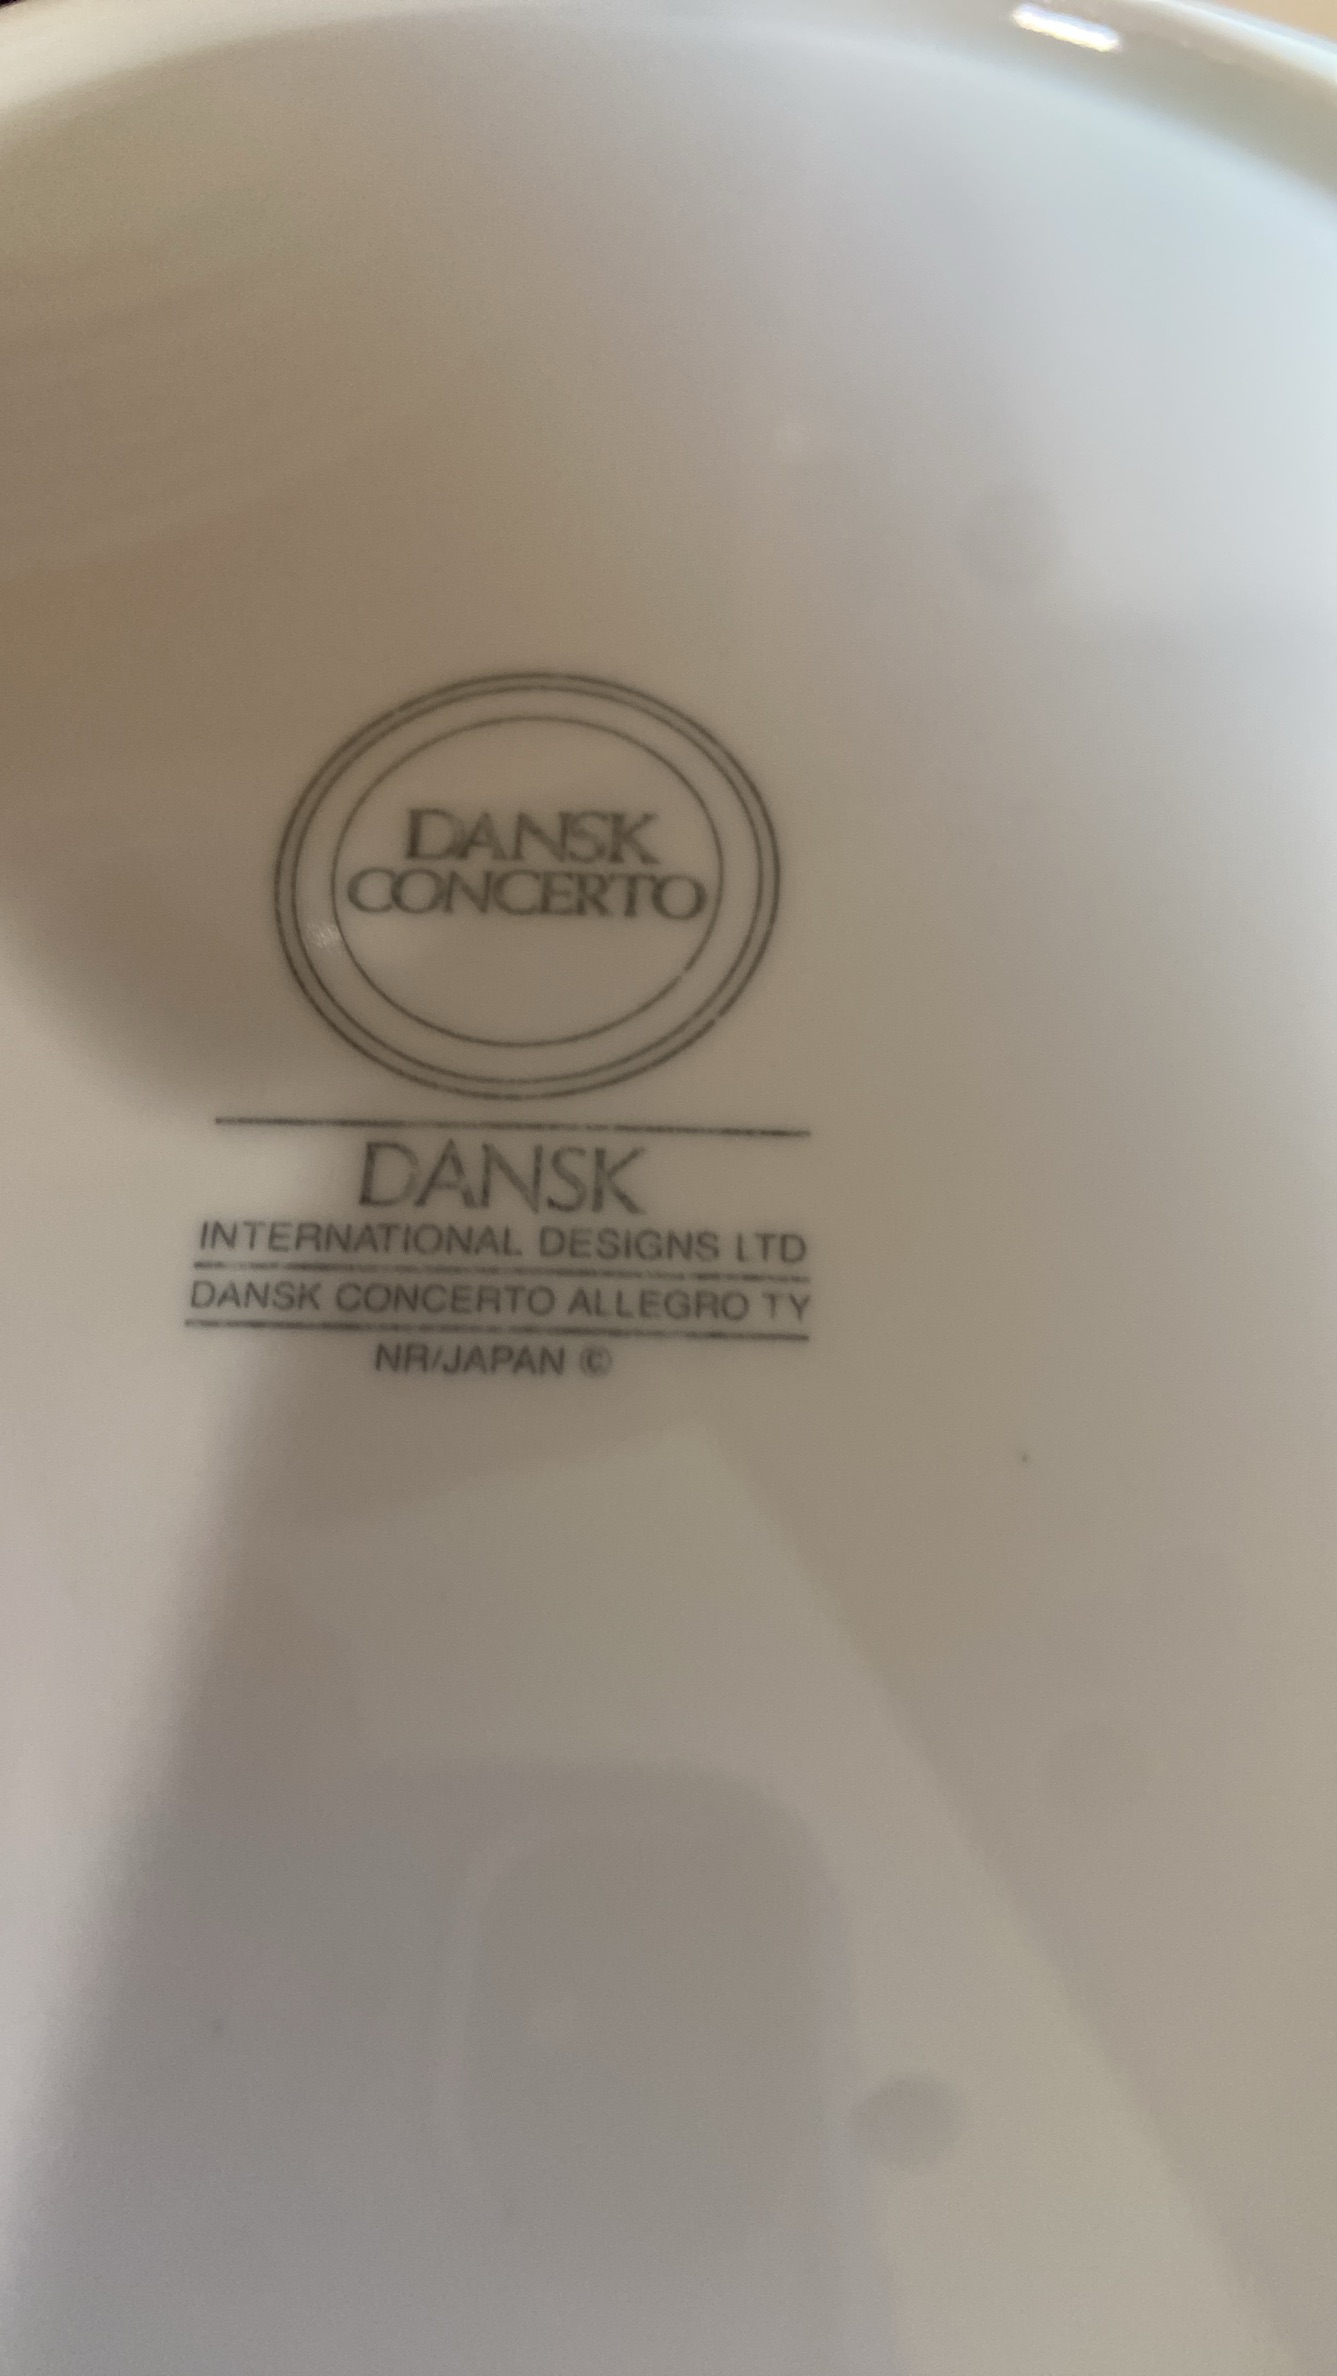 DANSK
CONCERTO
DANSK
INTERNATIONAL DESIGNS LTD
DANSK CONCERTO ALLEGRO TY
NR/JAPAN ©